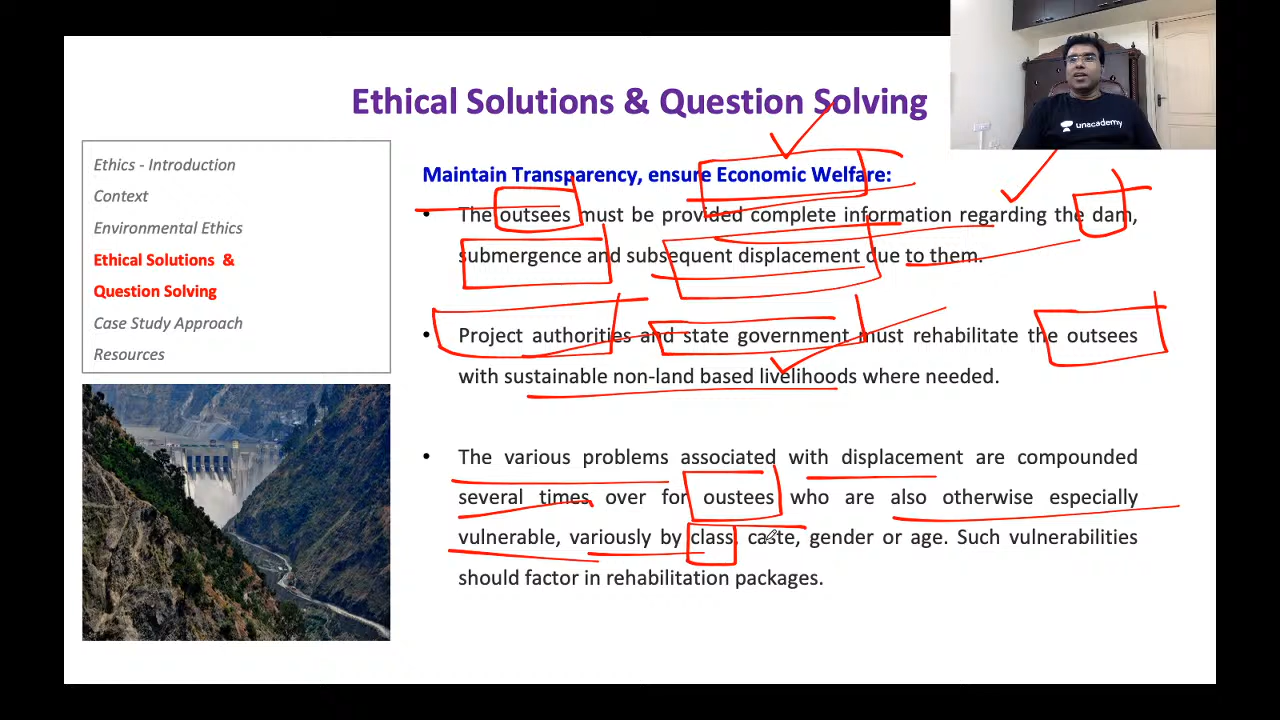 Ethical Solutions & Question Solving
unacademy
Ethics - Introduction
Context
Environmental Ethics
Ethical Solutions &
Question Solving
Case Study Approach
Resources
Maintain Transparency, ensure Economic Welfare:
• The outsees must be provided complete information regarding the dam,
submergence and subsequent displacement due to them.
• Project authorities and state government must rehabilitate the outsees
with sustainable non-land based livelihoods where needed.
• The various problems associated with displacement are compounded
several times over for oustees who are also otherwise especially
vulnerable, variously by class, caste, gender or age. Such vulnerabilities
should factor in rehabilitation packages.